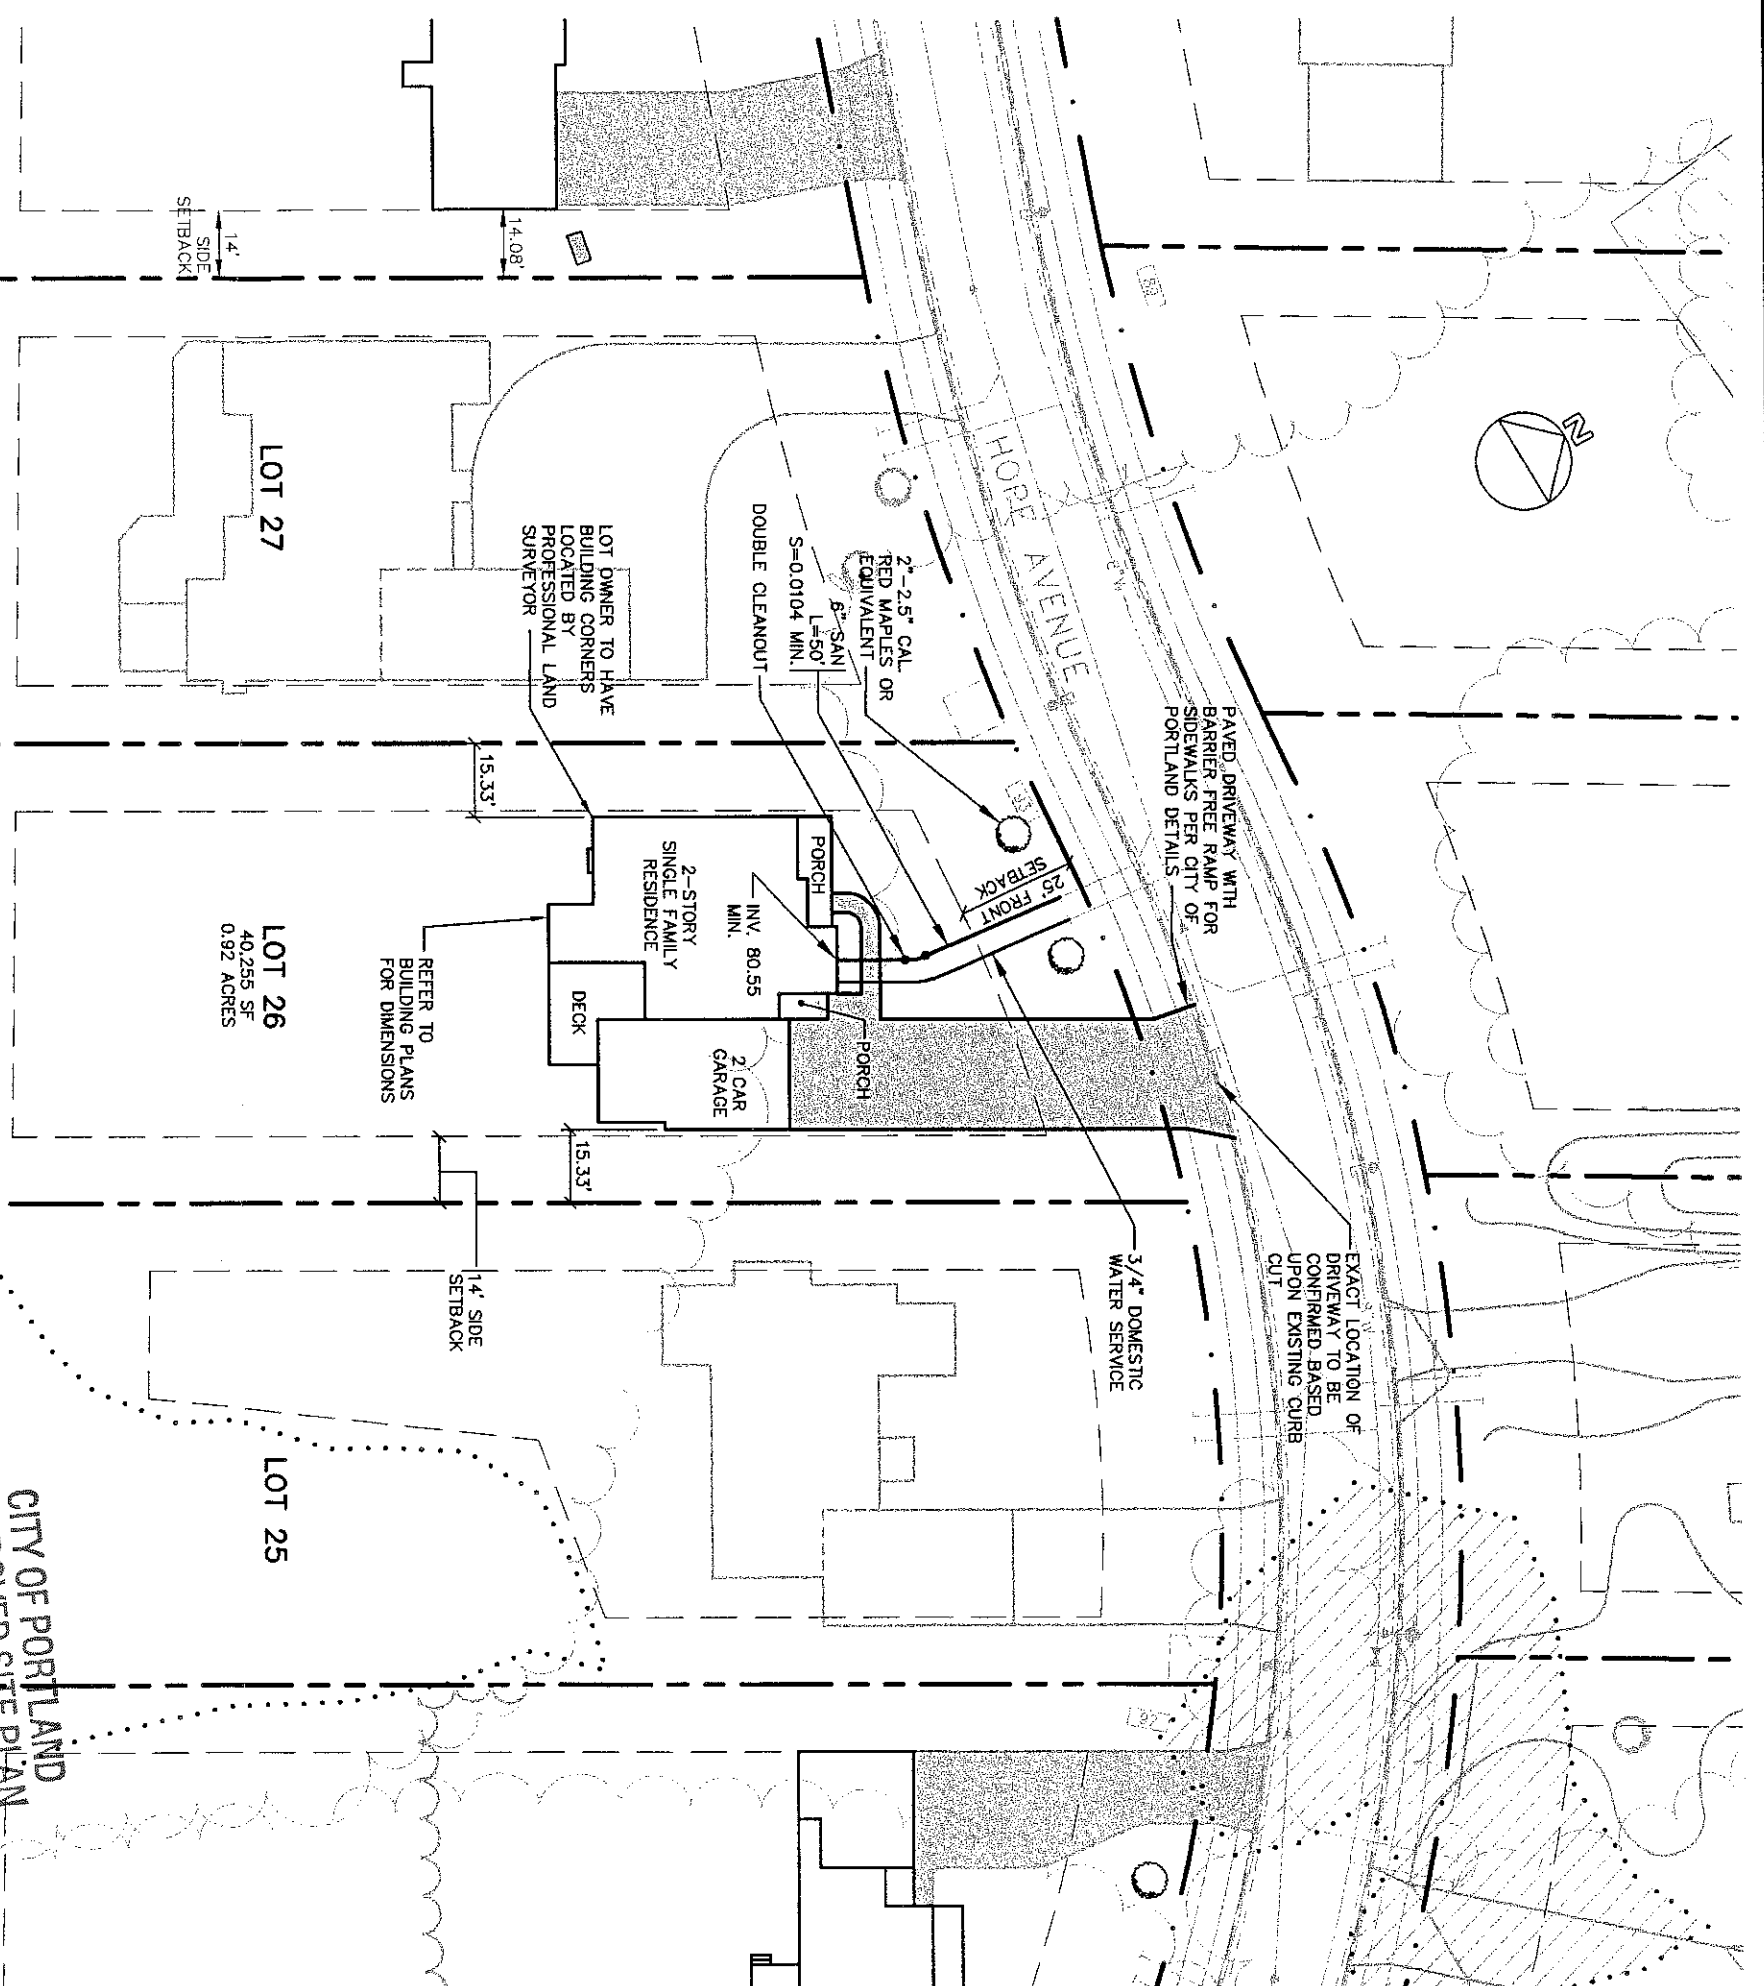 N
HOPE AVENUE
PAVED DRIVEWAY WITH
BARRIER FREE RAMP FOR
SIDEWALKS PER CITY OF
PORTLAND DETAILS
EXACT LOCATION OF
DRIVEWAY TO BE
CONFIRMED BASED
UPON EXISTING CURB
CUT
3/4" DOMESTIC
WATER SERVICE
25' FRONT
SETBACK
2"-2.5" CAL.
RED MAPLES OR
EQUIVALENT
6" SAN
L=50'
S=0.0104 MIN.
DOUBLE CLEANOUT
LOT OWNER TO HAVE
BUILDING CORNERS
LOCATED BY
PROFESSIONAL LAND
SURVEYOR
14.08'
14'
SIDE
SETBACK
LOT 27
15.33'
PORCH
INV. 80.55
MIN.
2-STORY
SINGLE FAMILY
RESIDENCE
PORCH
2 CAR
GARAGE
DECK
REFER TO
BUILDING PLANS
FOR DIMENSIONS
LOT 26
40,255 SF
0.92 ACRES
15.33'
14' SIDE
SETBACK
LOT 25
CITY OF PORTLAND
SITE PLAN